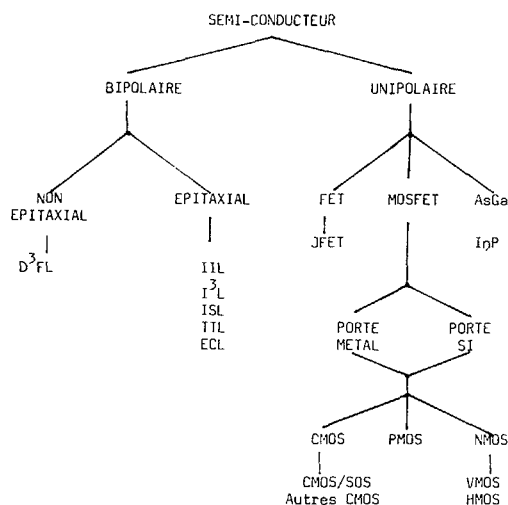 SEMI-CONDUCTEUR
BIPOLAIRE
UNIPOLAIRE
NON
EPITAXIAL
EPITAXIAL
FET
MOSFET
AsGa
D³FL
JFET
InP
IIL
I³L
ISL
TTL
ECL
PORTE
METAL
PORTE
SI
CMOS
PMOS
NMOS
CMOS/SOS
Autres CMOS
VMOS
HMOS